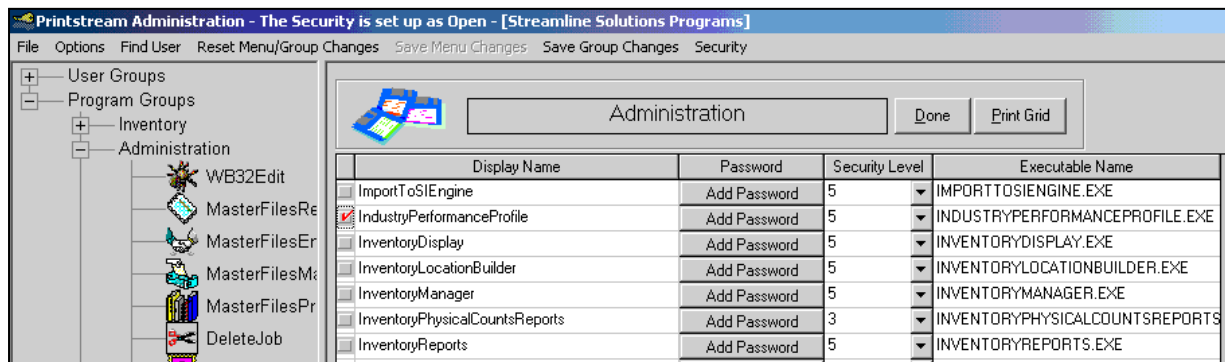 Printstream Administration - The Security is set up as Open - [Streamline Solutions Programs]
File Options Find User Reset Menu/Group Changes Save Menu Changes Save Group Changes Security
User Groups
Program Groups
Inventory
Administration
WB32Edit
MasterFilesRe
MasterFilesEr
MasterFilesMa
MasterFilesPr
DeleteJob
Administration Done Print Grid
Display Name Password Security Level Executable Name
ImportToSIEngine Add Password 5 IMPORTTOSIENGINE.EXE
IndustryPerformanceProfile Add Password 5 INDUSTRYPERFORMANCEPROFILE.EXE
InventoryDisplay Add Password 5 INVENTORYDISPLAY.EXE
InventoryLocationBuilder Add Password 5 INVENTORYLOCATIONBUILDER.EXE
InventoryManager Add Password 5 INVENTORYMANAGER.EXE
InventoryPhysicalCountsReports Add Password 3 INVENTORYPHYSICALCOUNTSREPORTS
InventoryReports Add Password 5 INVENTORYREPORTS.EXE